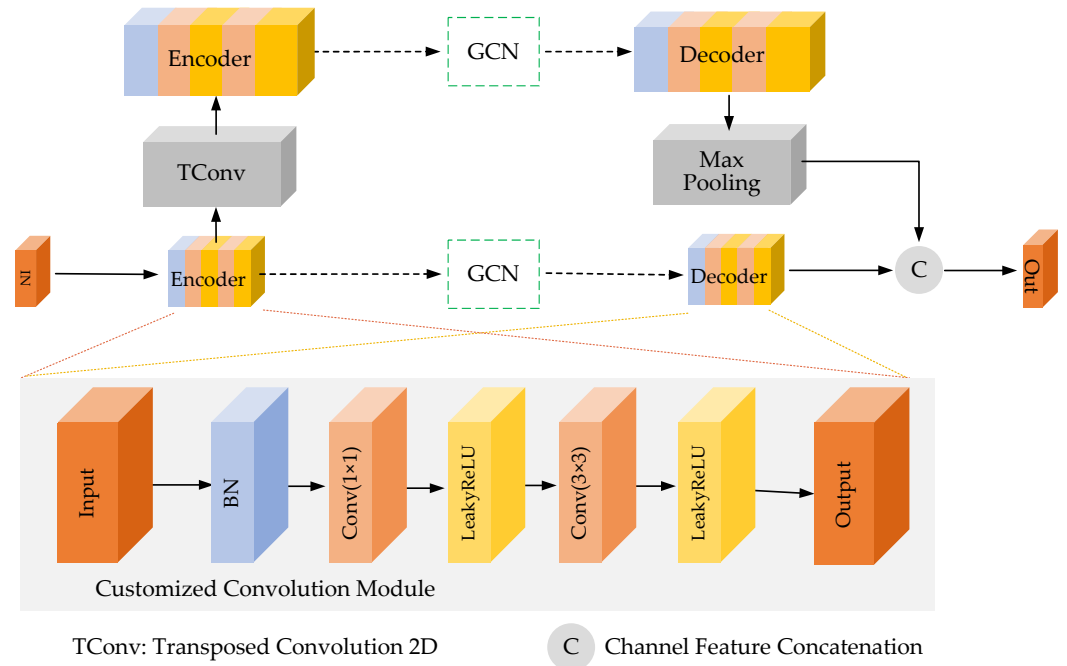 Encoder
GCN
Decoder
TConv
Max
Pooling
IN
Encoder
GCN
Decoder
C
Out
Input
BN
Conv(1×1)
LeakyReLU
Conv(3×3)
LeakyReLU
Output
Customized Convolution Module
TConv: Transposed Convolution 2D
C
Channel Feature Concatenation